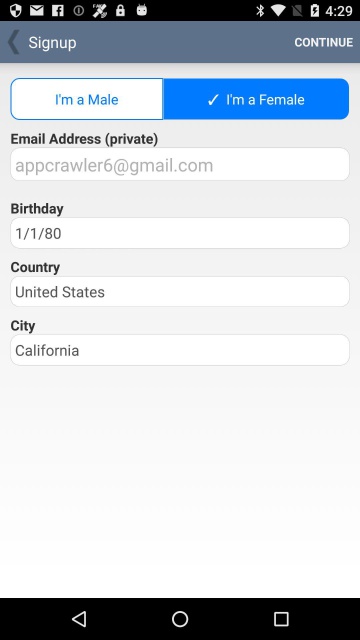 4:29
Signup
CONTINUE
I'm a Male
✓ I'm a Female
Email Address (private)
appcrawler6@gmail.com
Birthday
1/1/80
Country
United States
City
California